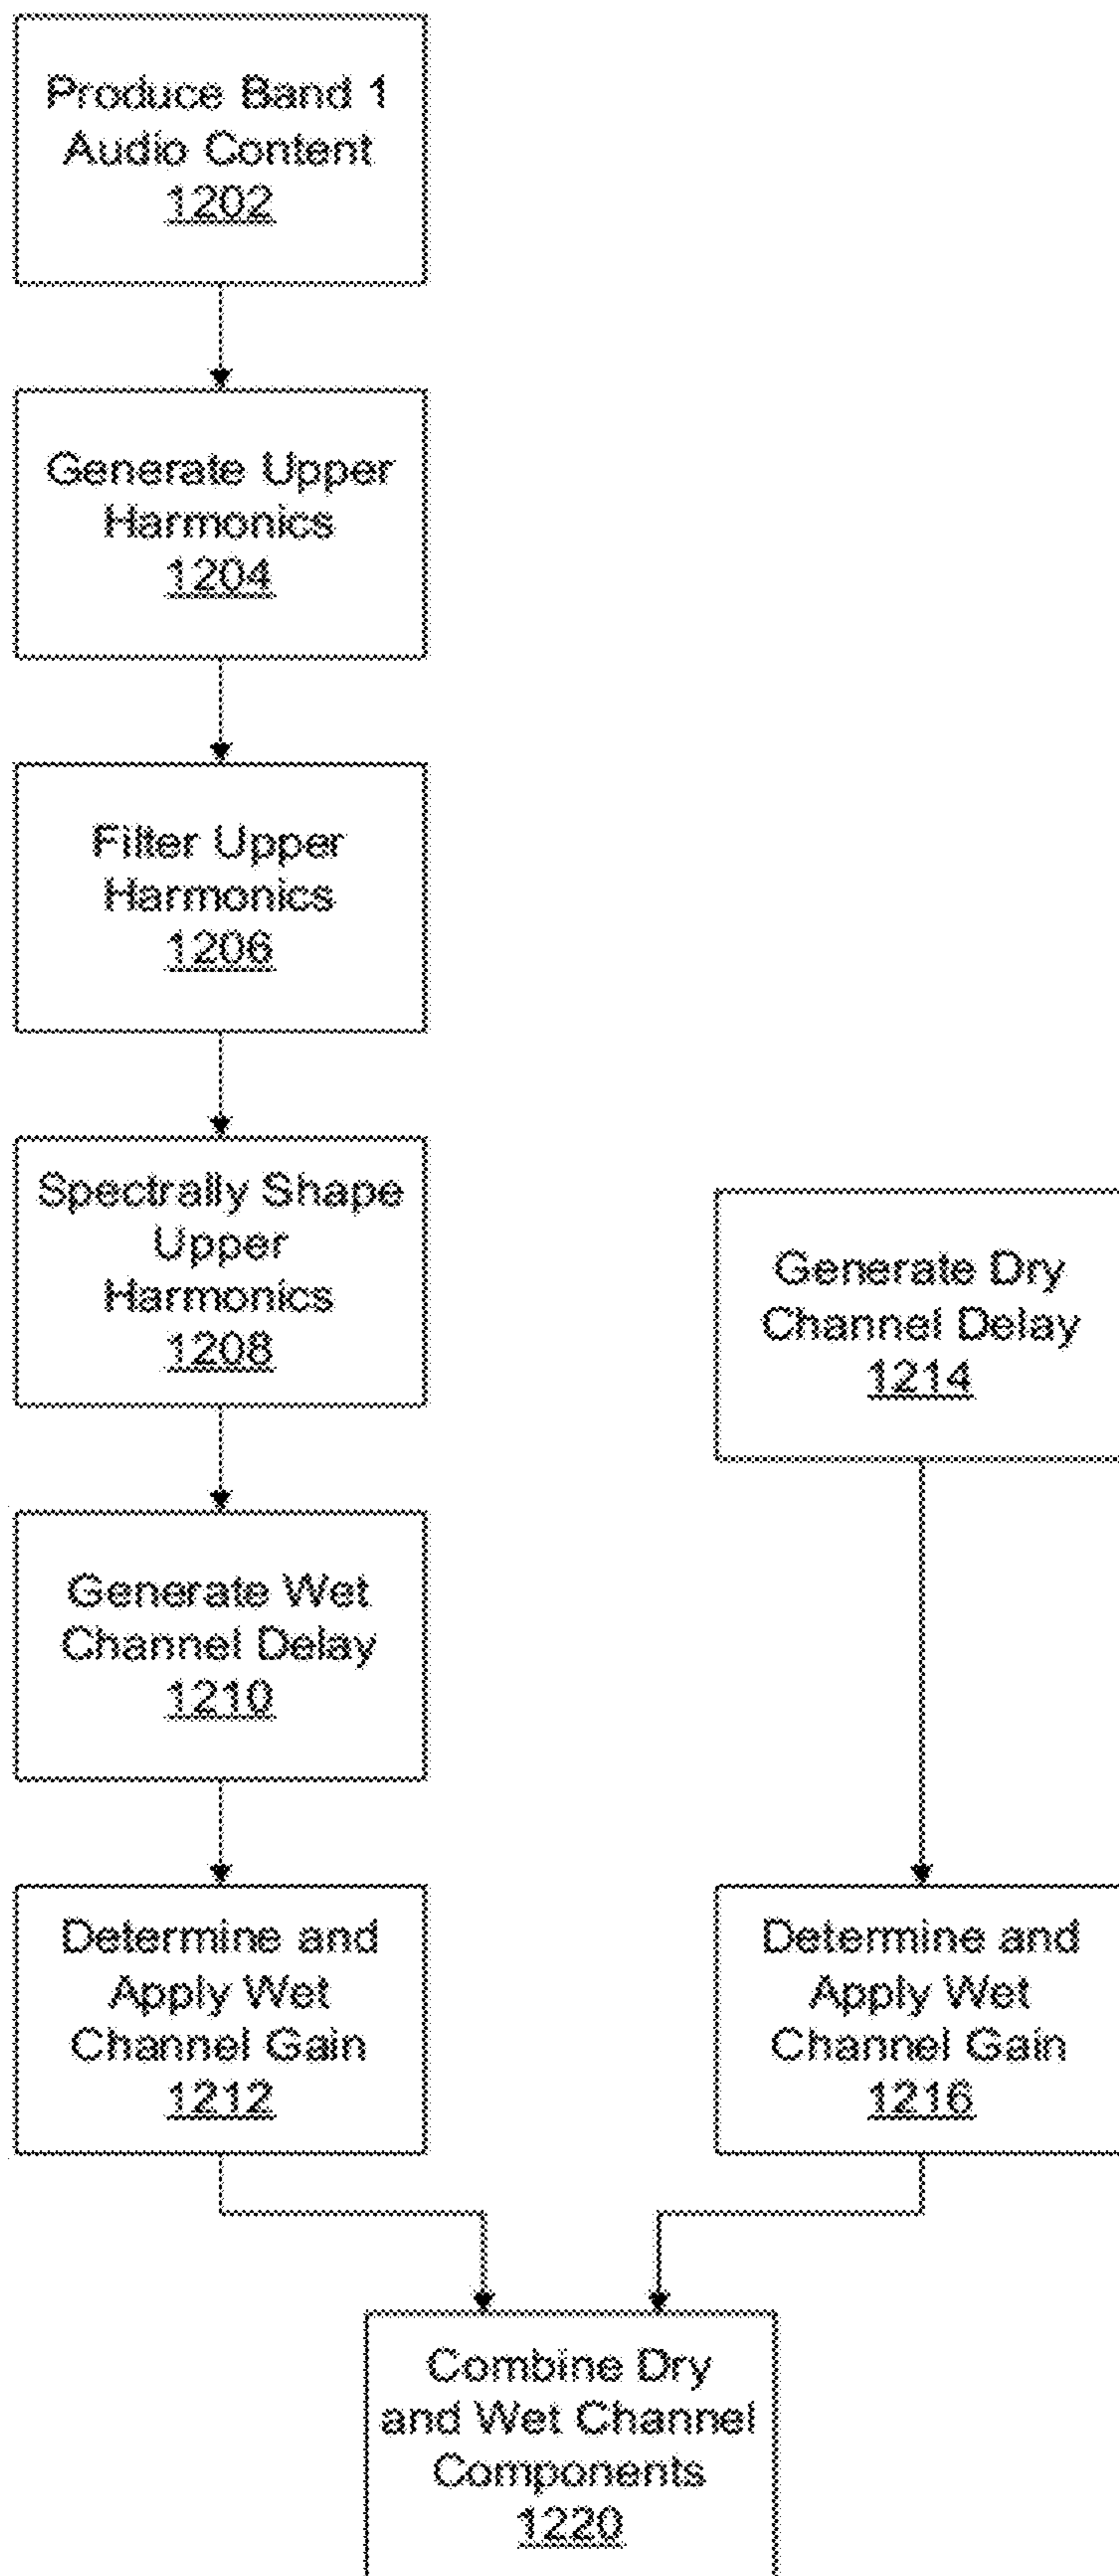 Produce Band 1
Audio Content
1202
Generate Upper
Harmonics
1204
Filter Upper
Harmonics
1206
Spectrally Shape
Upper
Harmonics
1208
Generate Wet
Channel Delay
1210
Determine and
Apply Wet
Channel Gain
1212
Generate Dry
Channel Delay
1214
Determine and
Apply Wet
Channel Gain
1216
Combine Dry
and Wet Channel
Components
1220